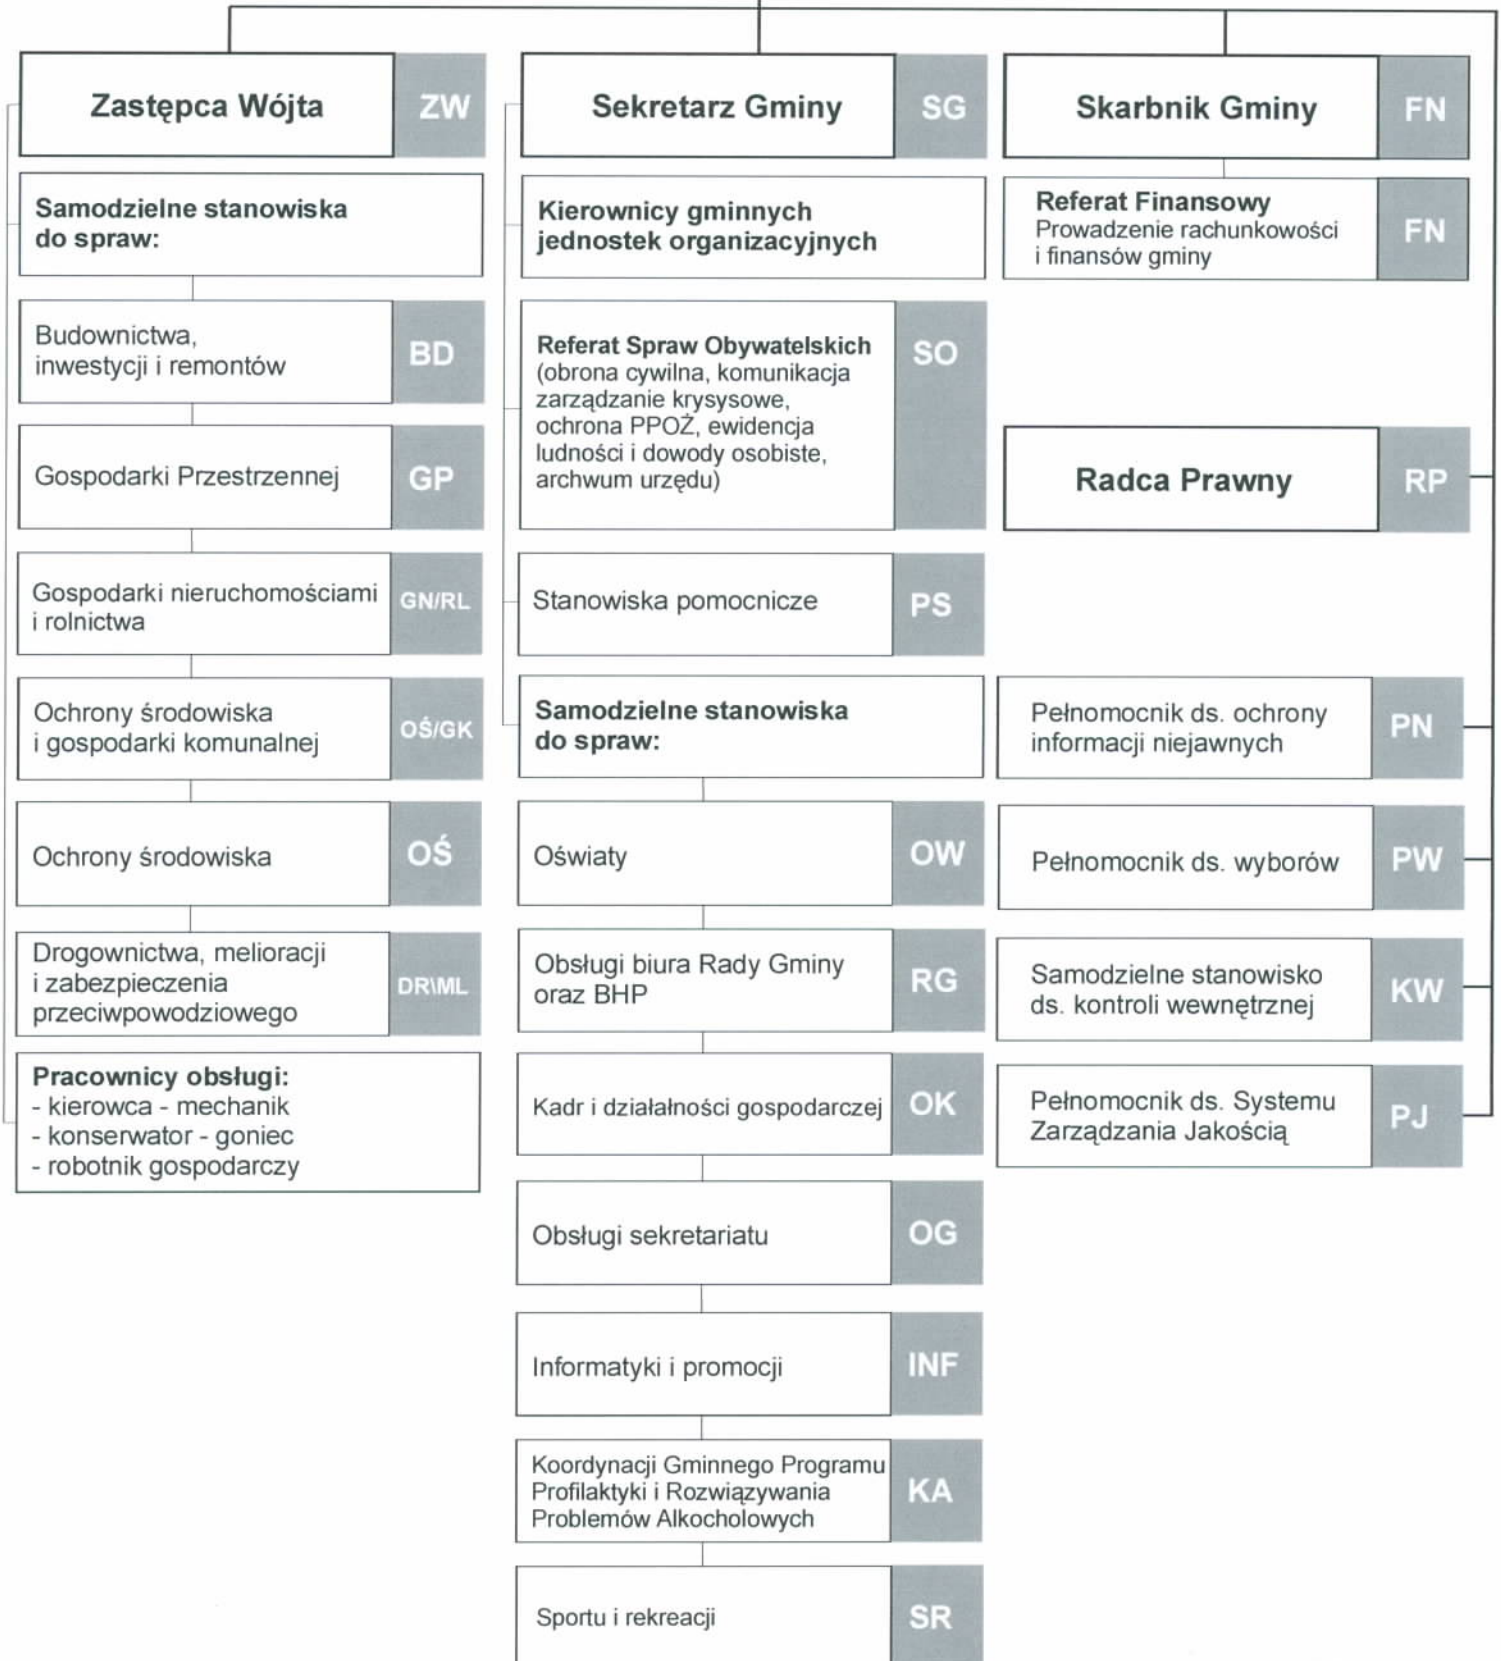 Zastępca Wójta ZW
Samodzielne stanowiska
do spraw:
Budownictwa,
inwestycji i remontów
BD
Gospodarki Przestrzennej GP
Gospodarki nieruchomościami
i rolnictwa
GN/RL
Ochrony środowiska
i gospodarki komunalnej
OŚ/GK
Ochrony środowiska OŚ
Drogownictwa, melioracji
i zabezpieczenia
przeciwpowodziowego
DR\ML
Pracownicy obsługi:
- kierowca - mechanik
- konserwator - goniec
- robotnik gospodarczy
Sekretarz Gminy SG
Kierownicy gminnych
jednostek organizacyjnych
Referat Spraw Obywatelskich SO
(obrona cywilna, komunikacja
zarządzanie krysysowe,
ochrona PPOŻ, ewidencja
ludności i dowody osobiste,
archwum urzędu)
Stanowiska pomocnicze PS
Samodzielne stanowiska
do spraw:
Oświaty OW
Obsługi biura Rady Gminy
oraz BHP
RG
Kadr i działalności gospodarczej OK
Obsługi sekretariatu OG
Informatyki i promocji INF
Koordynacji Gminnego Programu
Profilaktyki i Rozwiązywania
Problemów Alkocholowych
KA
Sportu i rekreacji SR
Skarbnik Gminy FN
Referat Finansowy
Prowadzenie rachunkowości
i finansów gminy
FN
Radca Prawny RP
Pełnomocnik ds. ochrony
informacji niejawnych
PN
Pełnomocnik ds. wyborów PW
Samodzielne stanowisko
ds. kontroli wewnętrznej
KW
Pełnomocnik ds. Systemu
Zarządzania Jakością
PJ